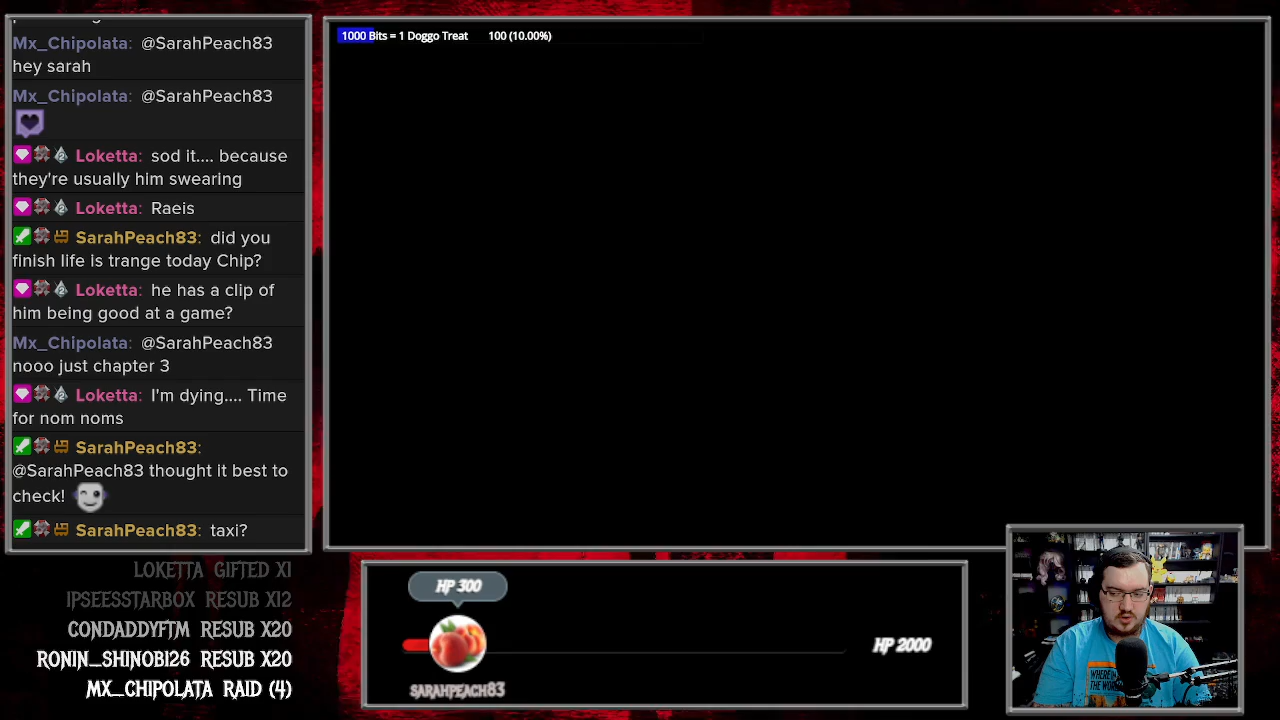 Mx_Chipolata: @SarahPeach83
hey sarah
Mx_Chipolata: @SarahPeach83
Loketta: sod it.... because
they're usually him swearing
Loketta: Raeis
SarahPeach83: did you
finish life is trange today Chip?
Loketta: he has a clip of
him being good at a game?
Mx_Chipolata: @SarahPeach83
nooo just chapter 3
Loketta: I'm dying.... Time
for nom noms
SarahPeach83:
@SarahPeach83 thought it best to
check!
SarahPeach83: taxi?
LOKETTA GIFTED X1
IPSEESSTARBOX RESUB X12
CONDADDYFTM RESUB X20
RONIN_SHINOBI26 RESUB X20
MX_CHIPOLATA RAID (4)
1000 Bits = 1 Doggo Treat 100 (10.00%)
HP 300
HP 2000
SARAHPEACH83